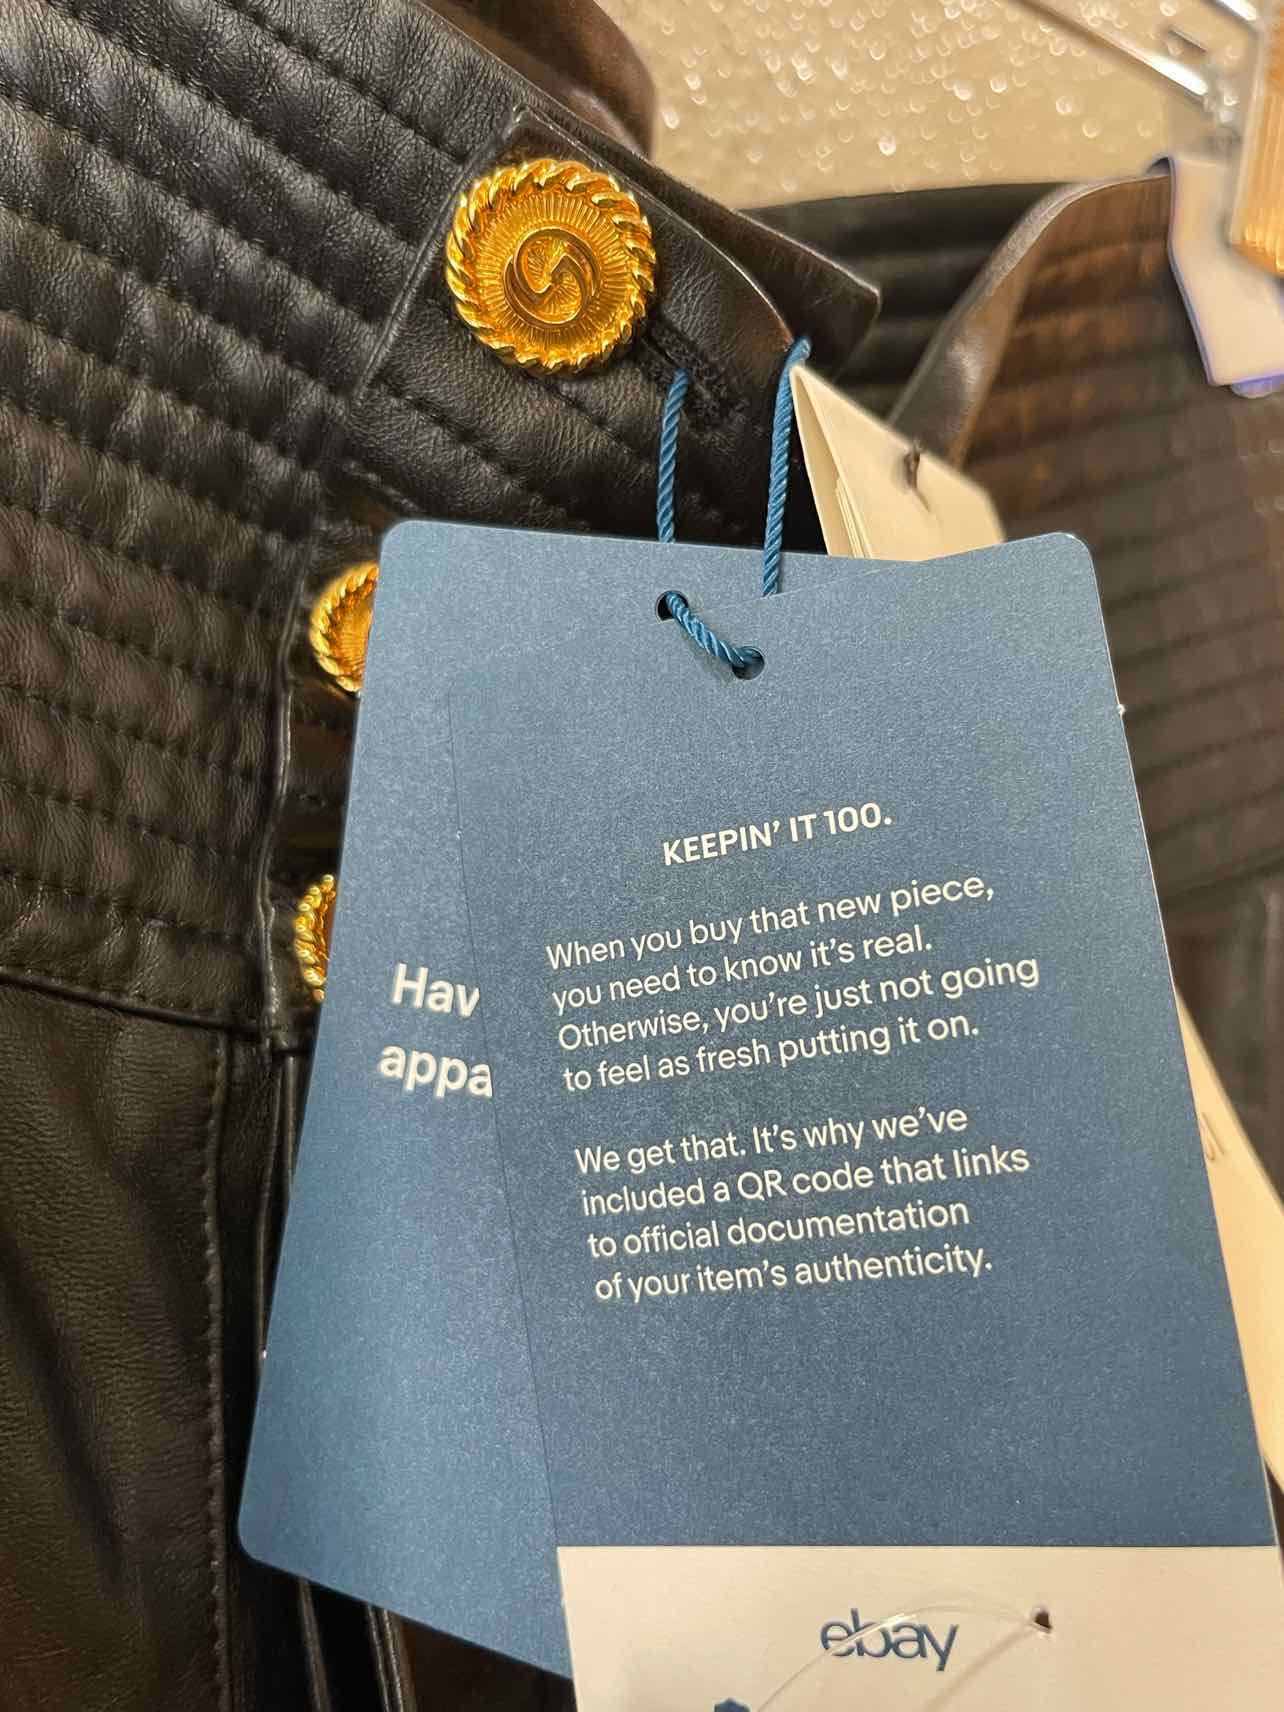 KEEPIN' IT 100.
When you buy that new piece,
you need to know it's real.
Otherwise, you're just not going
to feel as fresh putting it on.
We get that. It's why we've
included a QR code that links
to official documentation
of your item's authenticity.
Hav
appa
ebay